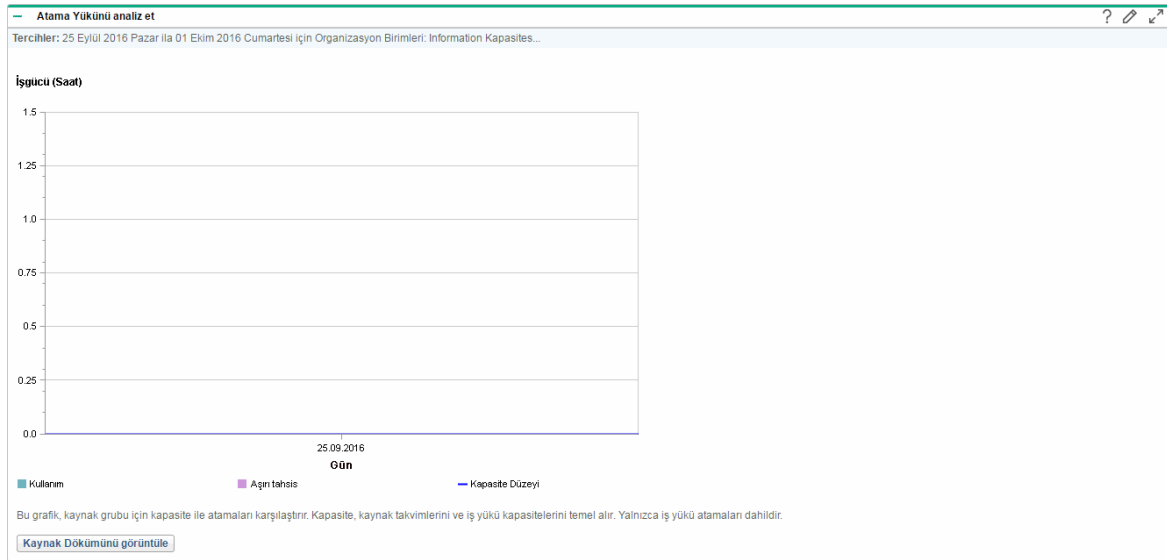 Atama Yükünü analiz et
Tercihler: 25 Eylül 2016 Pazar ila 01 Ekim 2016 Cumartesi için Organizasyon Birimleri: Information Kapasites...
İşgücü (Saat)
1.5
1.25
1.0
0.75
0.5
0.25
0.0
25.09.2016
Gün
Kullanım Aşırı tahsis Kapasite Düzeyi
Bu grafik, kaynak grubu için kapasite ile atamaları karşılaştırır. Kapasite, kaynak takvimlerini ve iş yükü kapasitelerini temel alır. Yalnızca iş yükü atamaları dahildir.
Kaynak Dökümünü görüntüle